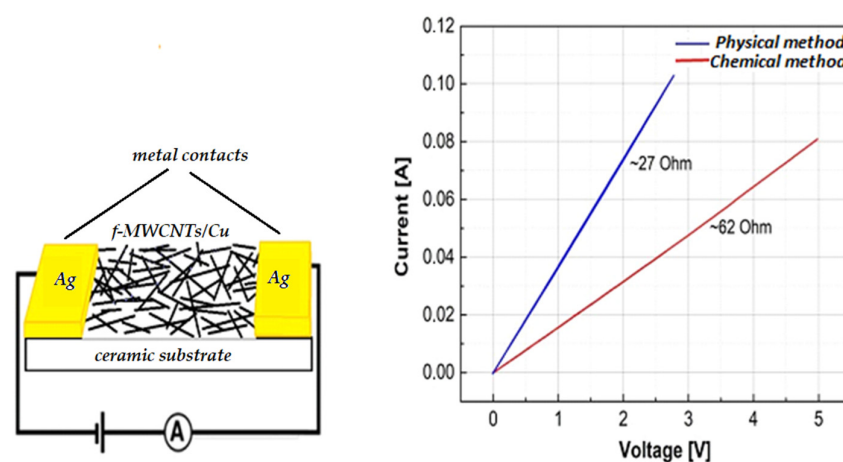 metal contacts
f-MWCNTs/Cu
Ag
Ag
ceramic substrate
A
0.12
0.10
0.08
0.06
0.04
0.02
0.00
Current [A]
Physical method
Chemical method
~27 Ohm
~62 Ohm
0
1
2
3
4
5
Voltage [V]